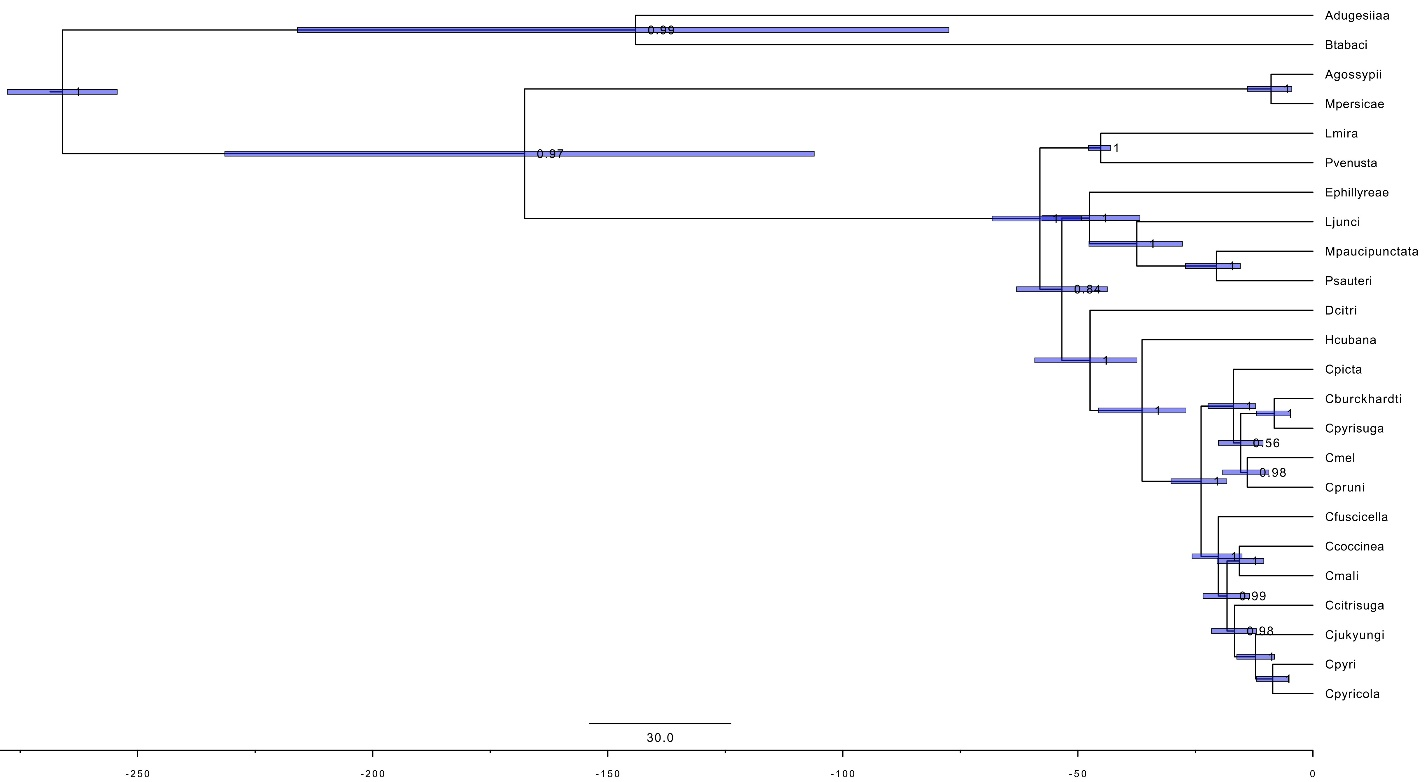 Adugesiiaa
0.99
Btabaci
Agossypii
1
1
Mpersicae
Lmira
1
0.97
Pvenusta
Ephillyreae
1
1
Ljunci
1
Mpaucipunctata
1
Psauteri
0.84
Dcitri
Hcubana
1
Cpicta
Cburckhardti
1
1
1
Cpyrisuga
0.56
Cmel
0.98
1
Cpruni
Cfuscicella
Ccoccinea
1
1
Cmali
0.99
Ccitrisuga
0.98
Cjukyungi
1
Cpyri
1
Cpyricola
30.0
-250
-200
-150
-100
-50
0